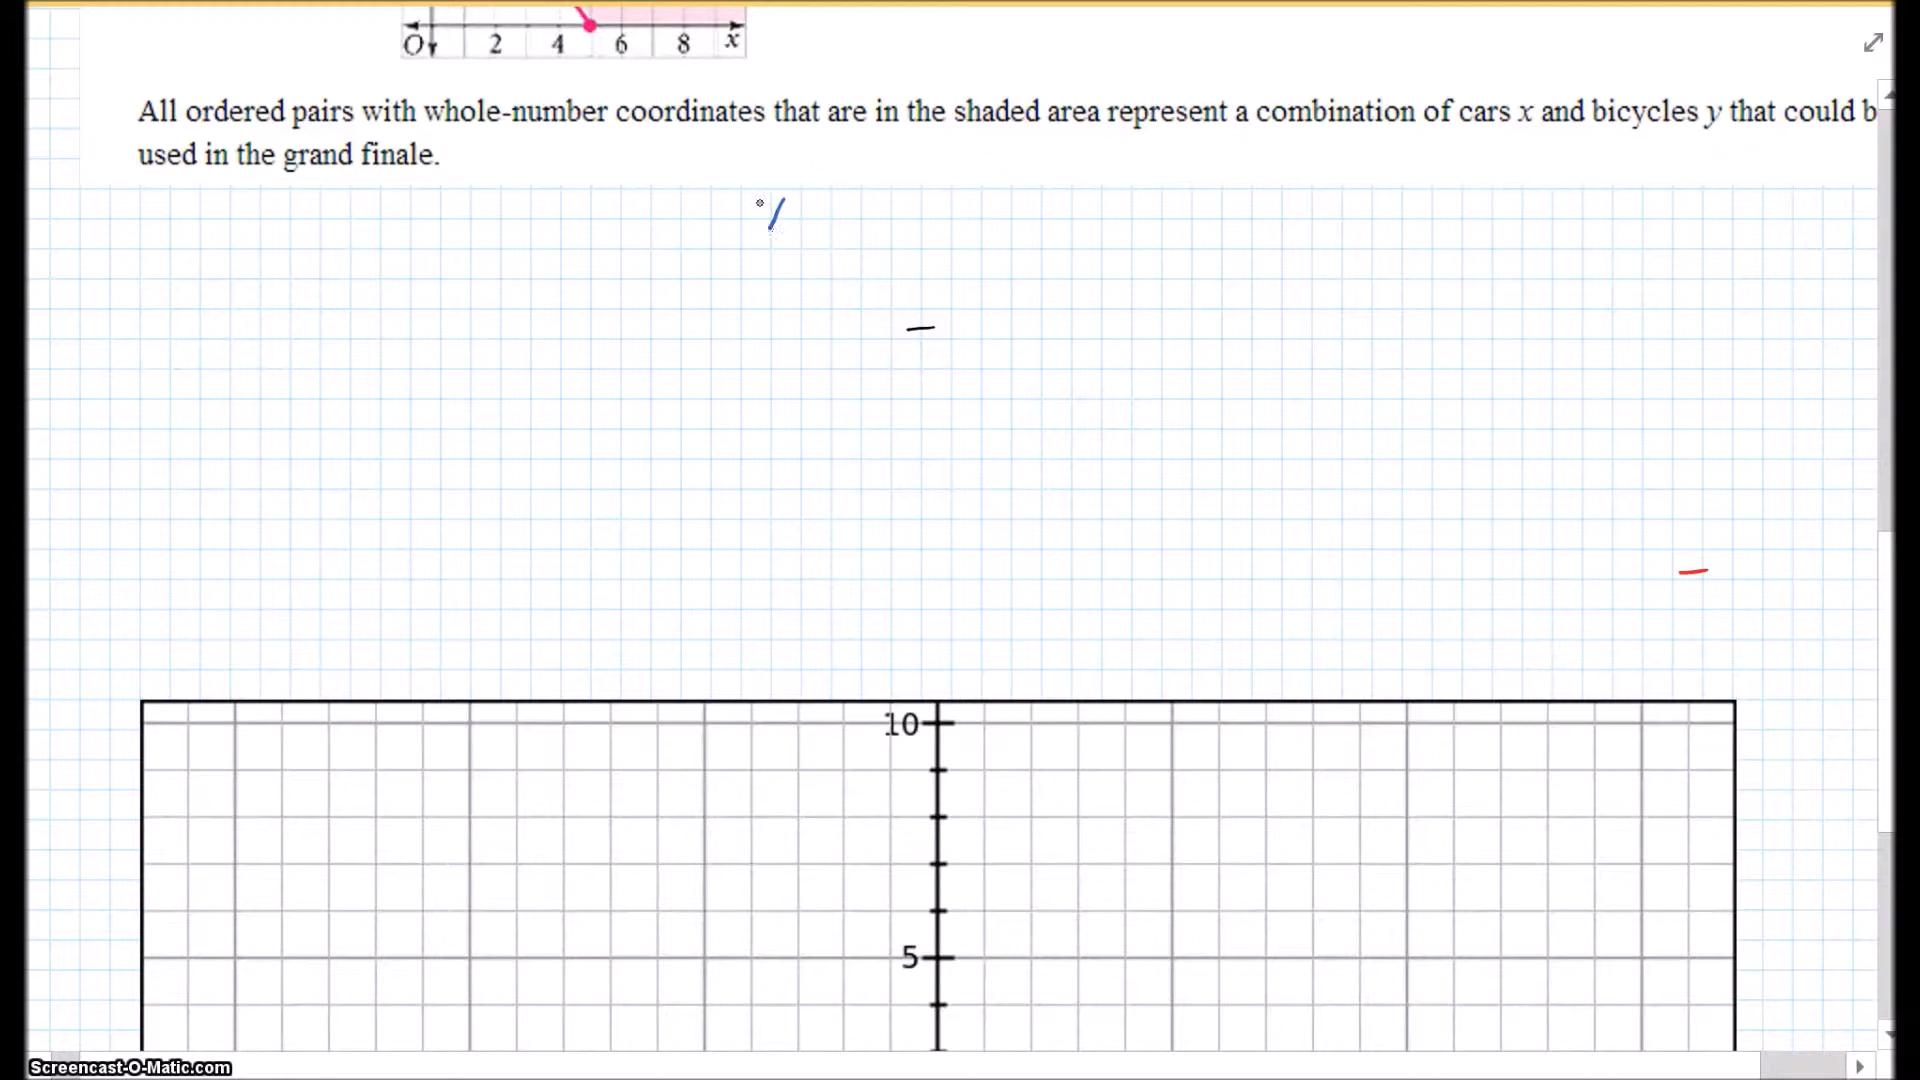 O 2 4 6 8 x
All ordered pairs with whole-number coordinates that are in the shaded area represent a combination of cars x and bicycles y that could b
used in the grand finale.
10
5
Screencast-O-Matic.com